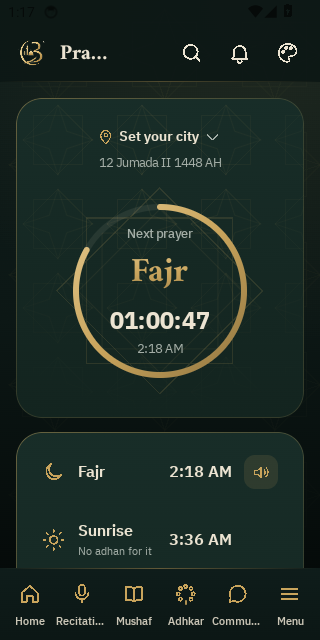 1:17
Pra...
Set your city
12 Jumada II 1448 AH
Next prayer
Fajr
01:00:47
2:18 AM
Fajr 2:18 AM
Sunrise 3:36 AM
No adhan for it
Home Recitati... Mushaf Adhkar Commu... Menu